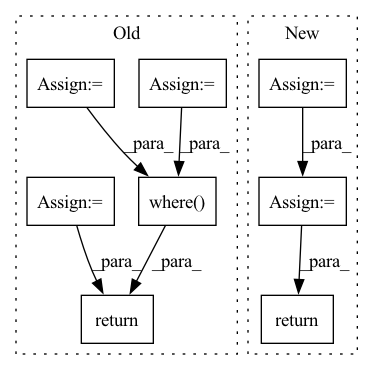 Old
New
Assign:=
Assign:=
Assign:=
_para_
_para_
_para_
Assign:=
where()
Assign:=
_para_
_para_
_para_
return
return